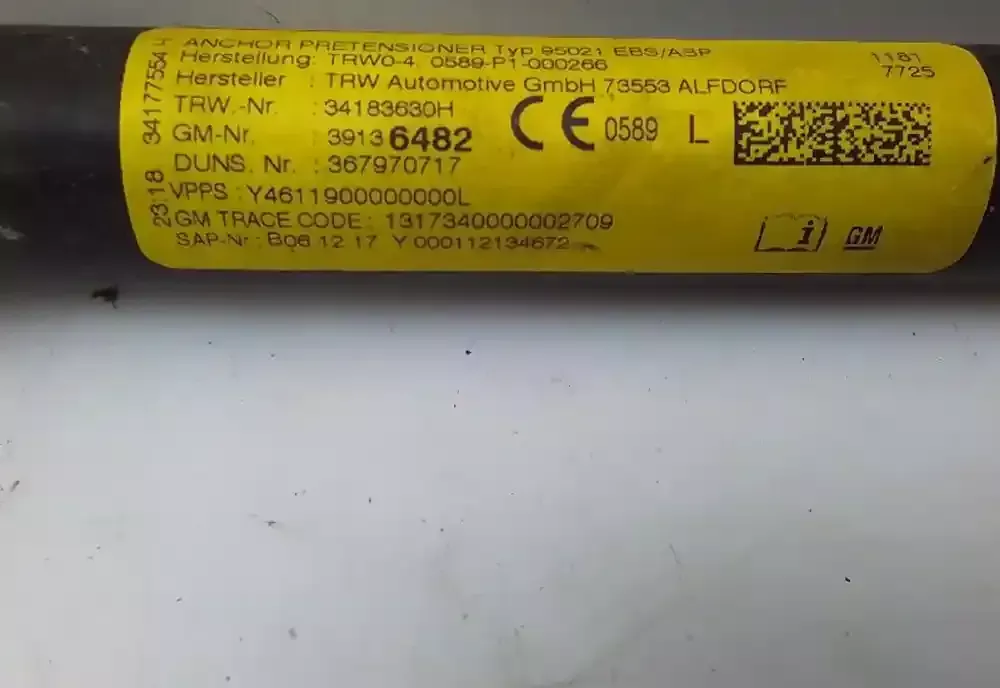 ANCHOR PRETENSIONER Typ 95021 EBS/ASP
Herstellung: TRW0-4, 0589-P1-000266
Hersteller : TRW Automotive GmbH 73553 ALFDORF
TRW.-Nr. : 34183630H
GM-Nr. : 39136482
DUNS. Nr. : 367970717
VPPS : Y4611900000000L
GM TRACE CODE : 1317340000002709
SAP-Nr : B06 12 17 Y 000112134672
1181
7725
CE 0589 L
i GM
23:18 34177554